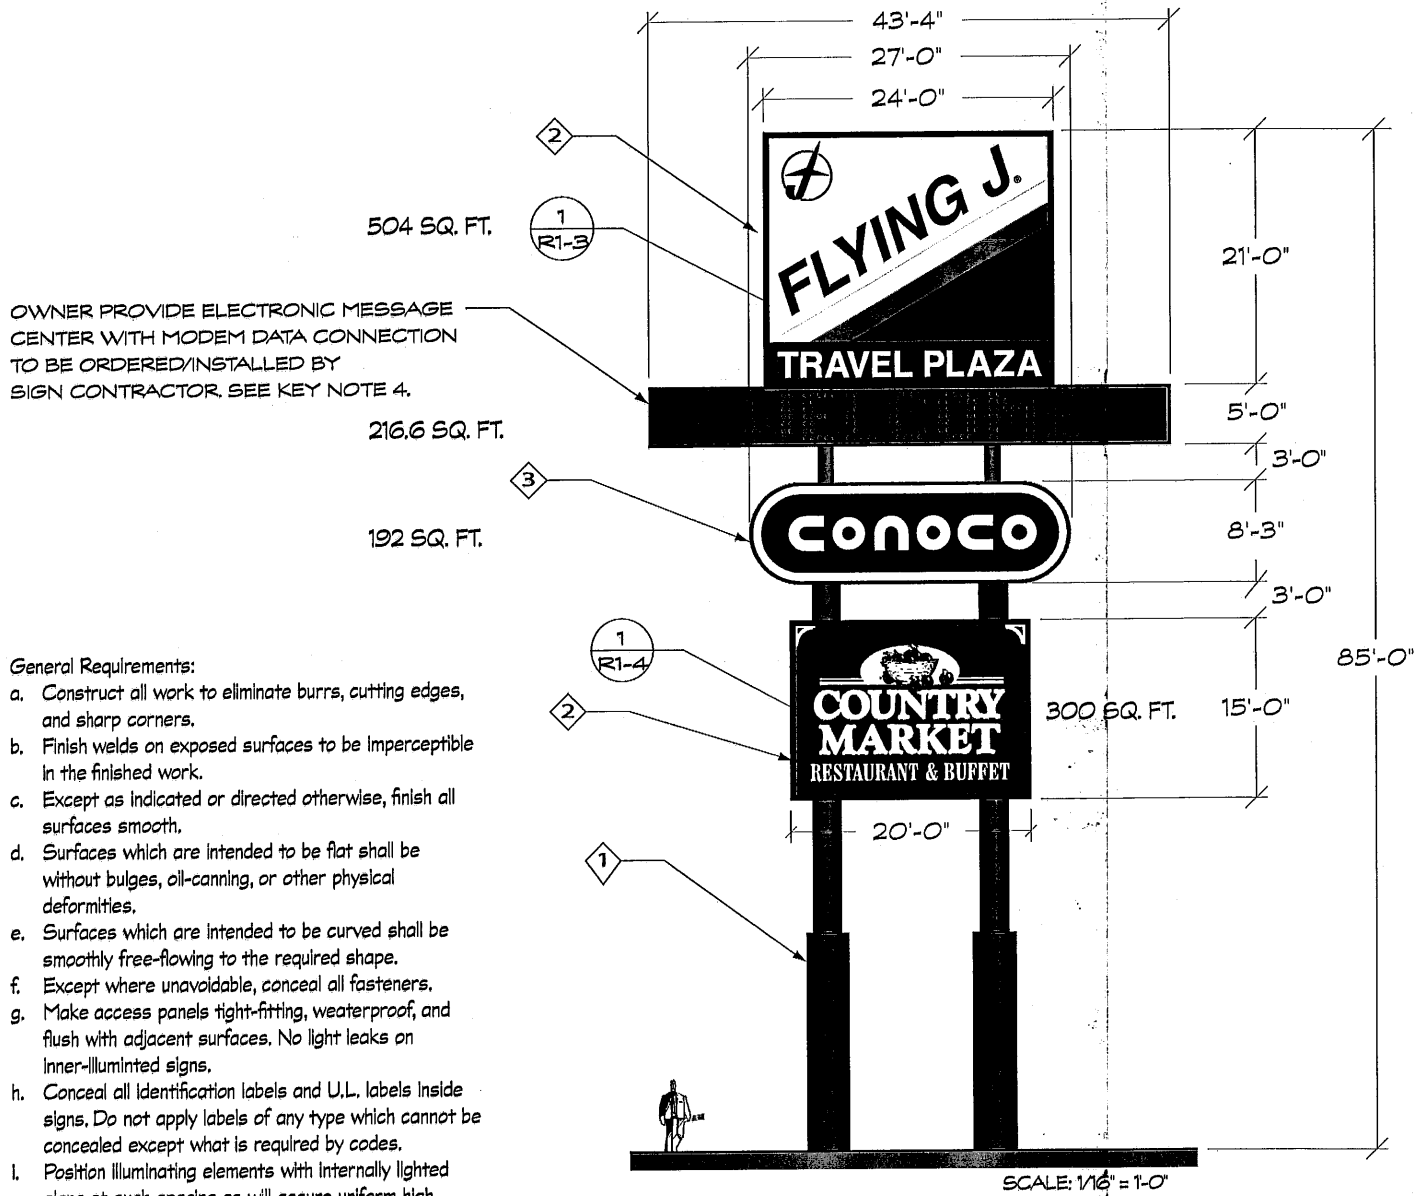 43'-4"
27'-0"
24'-0"
2
FLYING J.®
504 SQ. FT.
1
R1-3
21'-0"
OWNER PROVIDE ELECTRONIC MESSAGE
CENTER WITH MODEM DATA CONNECTION
TO BE ORDERED/INSTALLED BY
SIGN CONTRACTOR. SEE KEY NOTE 4.
TRAVEL PLAZA
5'-0"
216.6 SQ. FT.
3'-0"
3
192 SQ. FT.
conoco
8'-3"
3'-0"
1
R1-4
85'-0"
2
COUNTRY
MARKET
RESTAURANT & BUFFET
300 SQ. FT.
15'-0"
20'-0"
1
General Requirements:
a. Construct all work to eliminate burrs, cutting edges,
and sharp corners.
b. Finish welds on exposed surfaces to be imperceptible
in the finished work.
c. Except as indicated or directed otherwise, finish all
surfaces smooth.
d. Surfaces which are intended to be flat shall be
without bulges, oil-canning, or other physical
deformities.
e. Surfaces which are intended to be curved shall be
smoothly free-flowing to the required shape.
f. Except where unavoidable, conceal all fasteners.
g. Make access panels tight-fitting, weaterproof, and
flush with adjacent surfaces. No light leaks on
inner-illuminted signs.
h. Conceal all identification labels and U.L. labels inside
signs. Do not apply labels of any type which cannot be
concealed except what is required by codes.
i. Position illuminating elements with internally lighted
signs at such spacing as will assure uniform high
SCALE: 1/16" = 1'-0"